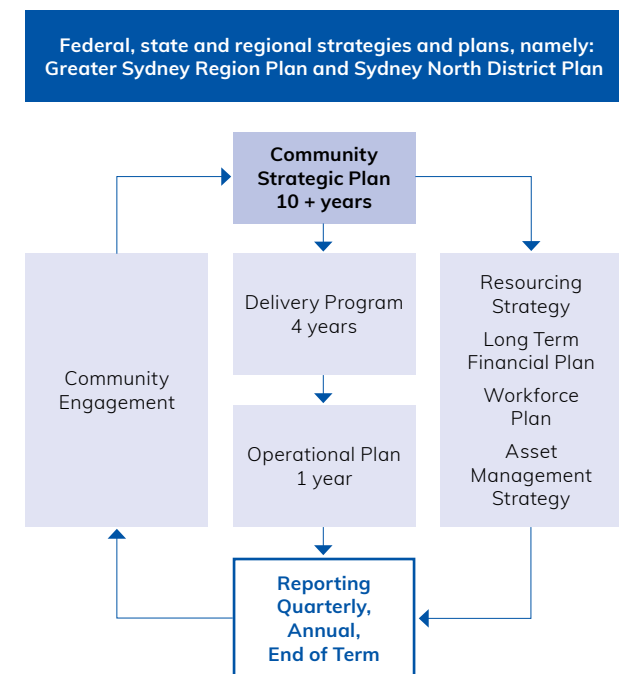 Federal, state and regional strategies and plans, namely:
Greater Sydney Region Plan and Sydney North District Plan
Community
Strategic Plan
10 + years
Community
Engagement
Delivery Program
4 years
Operational Plan
1 year
Resourcing
Strategy
Long Term
Financial Plan
Workforce
Plan
Asset
Management
Strategy
Reporting
Quarterly,
Annual,
End of Term